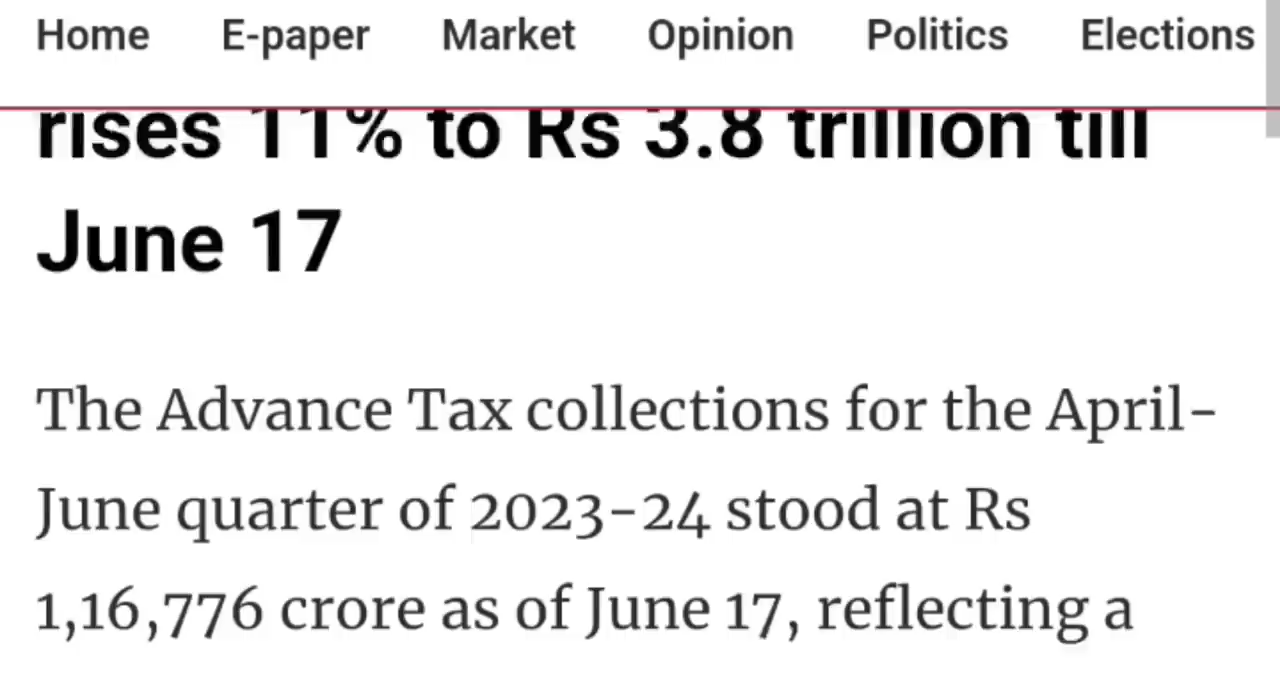 Home E-paper Market Opinion Politics Elections
rises 11% to Rs 3.8 trillion till
June 17
The Advance Tax collections for the April-
June quarter of 2023-24 stood at Rs
1,16,776 crore as of June 17, reflecting a